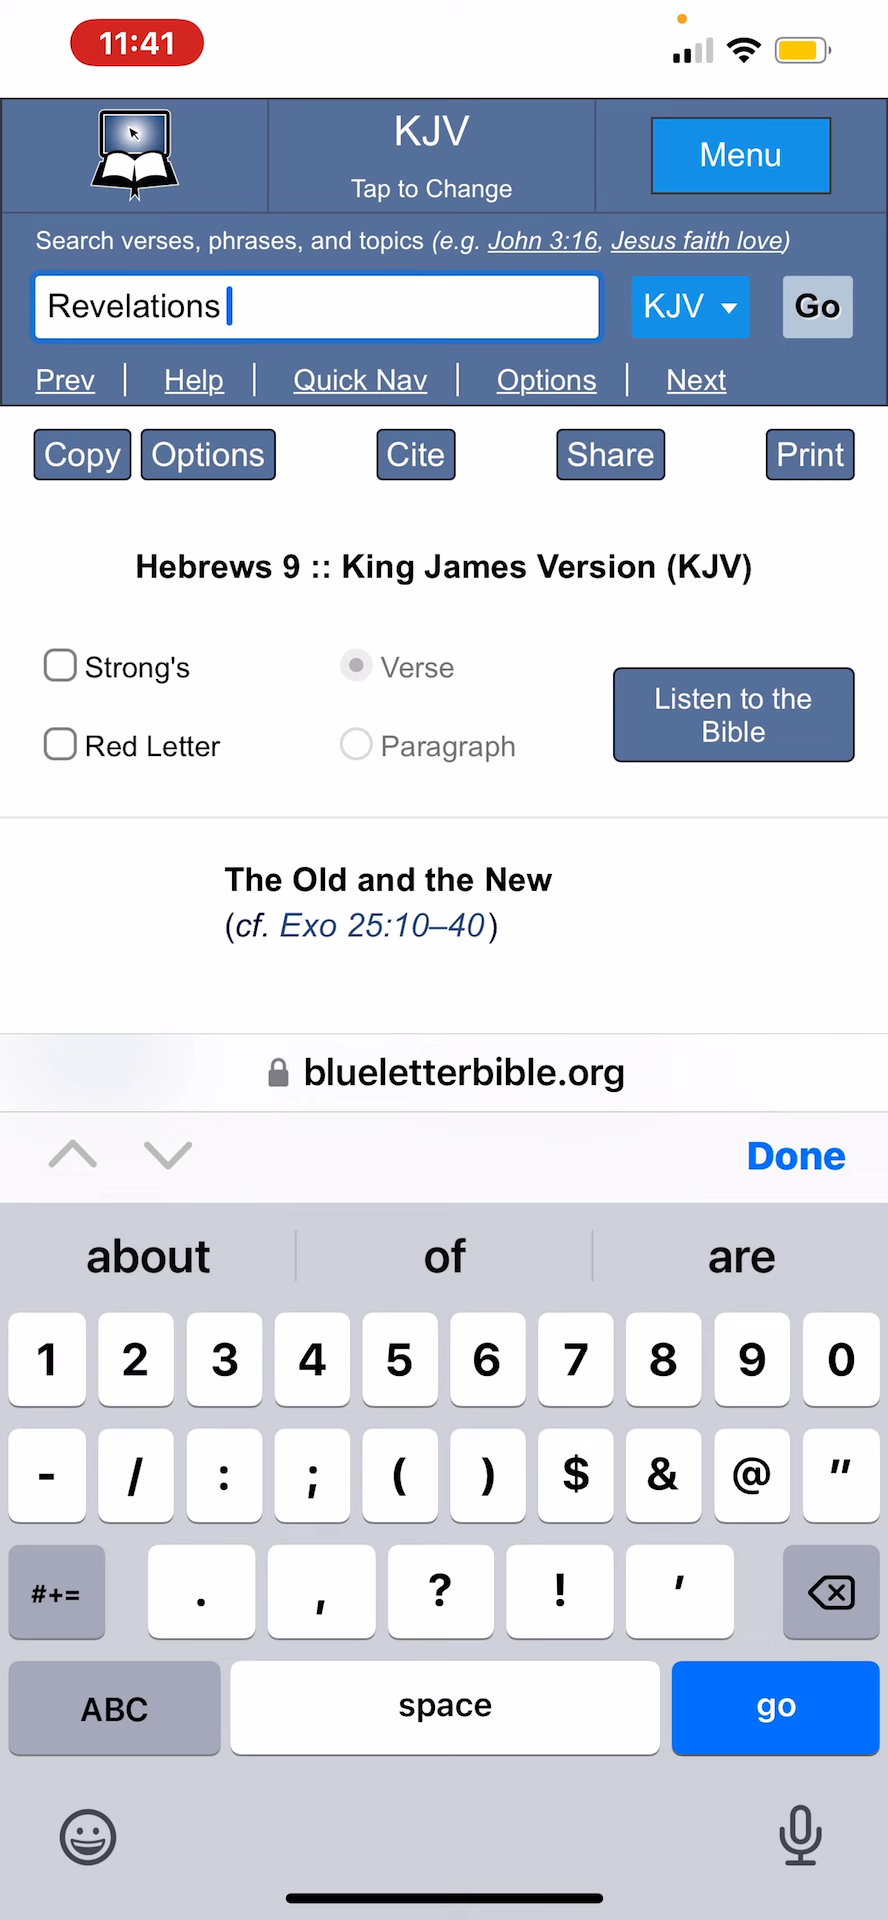 11:41
KJV
Tap to Change
Menu
Search verses, phrases, and topics (e.g. John 3:16, Jesus faith love)
Revelations
KJV
Go
Prev | Help | Quick Nav | Options | Next
Copy Options Cite Share Print
Hebrews 9 :: King James Version (KJV)
Strong's Verse
Listen to the
Bible
Red Letter Paragraph
The Old and the New
(cf. Exo 25:10–40)
blueletterbible.org
Done
about of are
1 2 3 4 5 6 7 8 9 0
- / : ; ( ) $ & @ "
#+= . , ? ! '
ABC space go